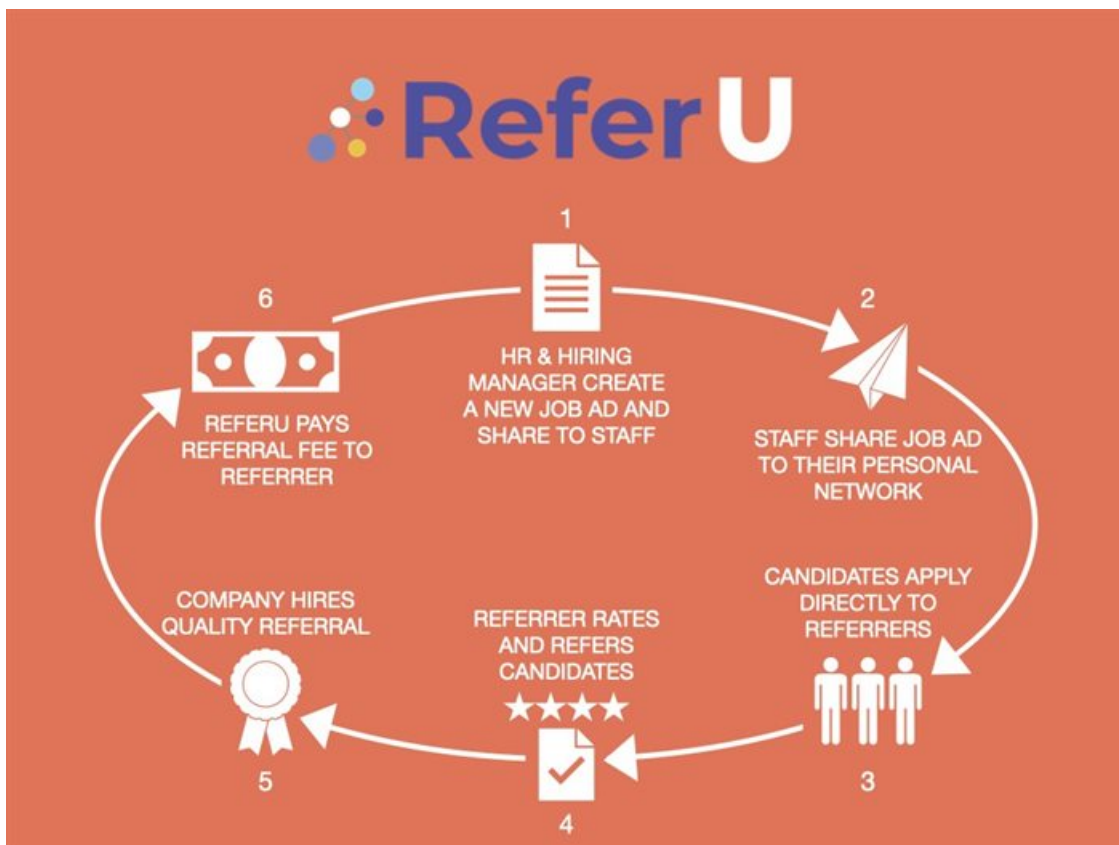 Refer U
1
HR & HIRING
MANAGER CREATE
A NEW JOB AD AND
SHARE TO STAFF
2
STAFF SHARE JOB AD
TO THEIR PERSONAL
NETWORK
CANDIDATES APPLY
DIRECTLY TO
REFERRERS
3
REFERRER RATES
AND REFERS
CANDIDATES
4
COMPANY HIRES
QUALITY REFERRAL
5
6
REFERU PAYS
REFERRAL FEE TO
REFERRER